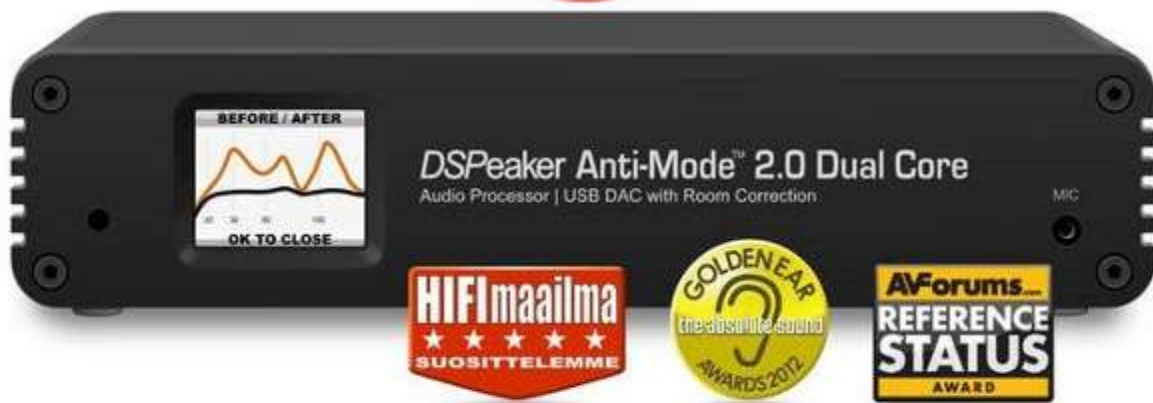 BEFORE / AFTER
OK TO CLOSE
DSPeaker Anti-Mode™ 2.0 Dual Core
Audio Processor | USB DAC with Room Correction
MIC
HIFImaailma
★ ★ ★ ★ ★
SUOSITTELEMME
GOLDEN EAR
the absolute sound
AWARDS 2012
AVForums.com
REFERENCE
STATUS
AWARD